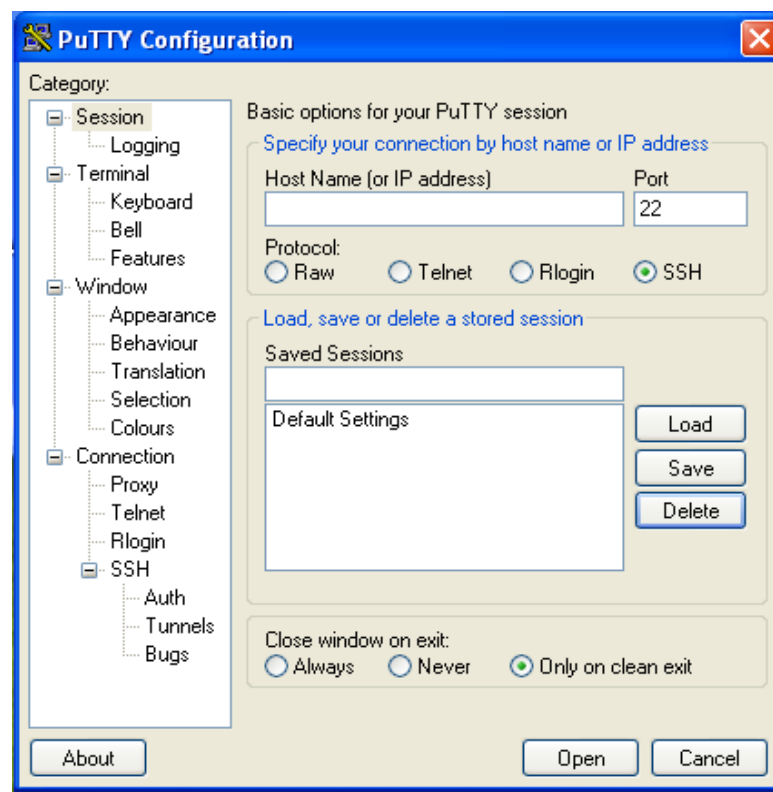 PuTTY Configuration
Category:
Session
Logging
Terminal
Keyboard
Bell
Features
Window
Appearance
Behaviour
Translation
Selection
Colours
Connection
Proxy
Telnet
Rlogin
SSH
Auth
Tunnels
Bugs
Basic options for your PuTTY session
Specify your connection by host name or IP address
Host Name (or IP address) Port
22
Protocol:
Raw Telnet Rlogin SSH
Load, save or delete a stored session
Saved Sessions
Default Settings
Load
Save
Delete
Close window on exit:
Always Never Only on clean exit
About Open Cancel